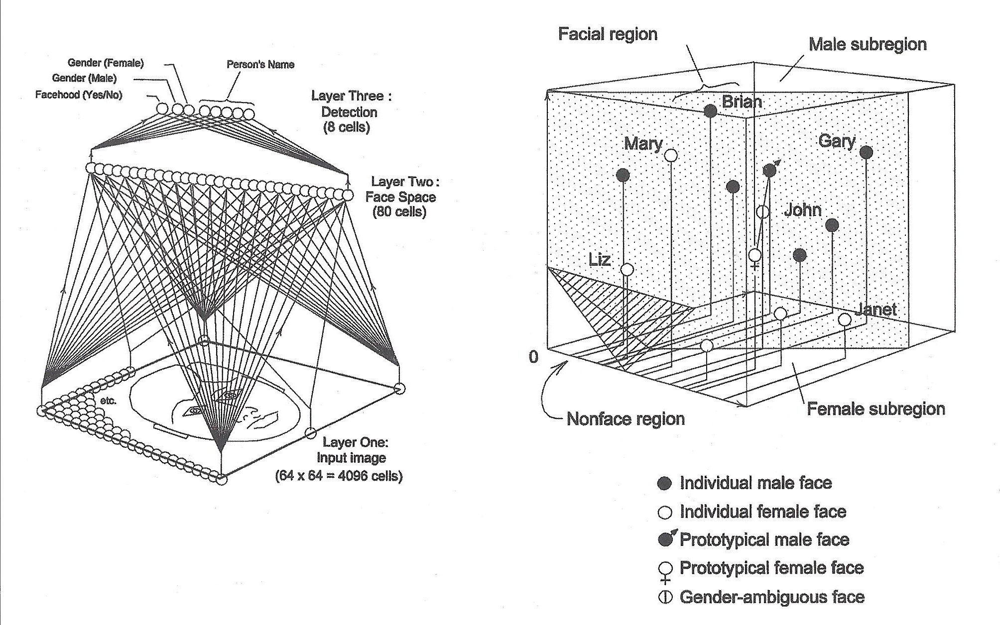 Gender (Female)
Gender (Male)
Facehood (Yes/No)
Person's Name
Layer Three :
Detection
(8 cells)
Layer Two :
Face Space
(80 cells)
etc.
Layer One:
Input image
(64 x 64 = 4096 cells)
Facial region
Male subregion
Brian
Mary
Gary
John
Liz
Janet
0
Nonface region
Female subregion
Individual male face
Individual female face
Prototypical male face
Prototypical female face
Gender-ambiguous face